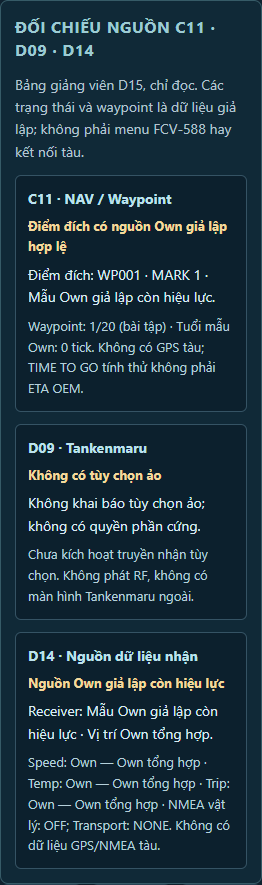 ĐỐI CHIẾU NGUỒN C11 ·
D09 · D14
Bảng giảng viên D15, chỉ đọc. Các
trạng thái và waypoint là dữ liệu giả
lập; không phải menu FCV-588 hay
kết nối tàu.
C11 · NAV / Waypoint
Điểm đích có nguồn Own giả lập
hợp lệ
Điểm đích: WP001 · MARK 1 ·
Mẫu Own giả lập còn hiệu lực.
Waypoint: 1/20 (bài tập) · Tuổi mẫu
Own: 0 tick. Không có GPS tàu;
TIME TO GO tính thử không phải
ETA OEM.
D09 · Tankenmaru
Không có tùy chọn ảo
Không khai báo tùy chọn ảo;
không có quyền phần cứng.
Chưa kích hoạt truyền nhận tùy
chọn. Không phát RF, không có
màn hình Tankenmaru ngoài.
D14 · Nguồn dữ liệu nhận
Nguồn Own giả lập còn hiệu lực
Receiver: Mẫu Own giả lập còn
hiệu lực · Vị trí Own tổng hợp.
Speed: Own — Own tổng hợp ·
Temp: Own — Own tổng hợp · Trip:
Own — Own tổng hợp · NMEA vật
lý: OFF; Transport: NONE. Không có
dữ liệu GPS/NMEA tàu.